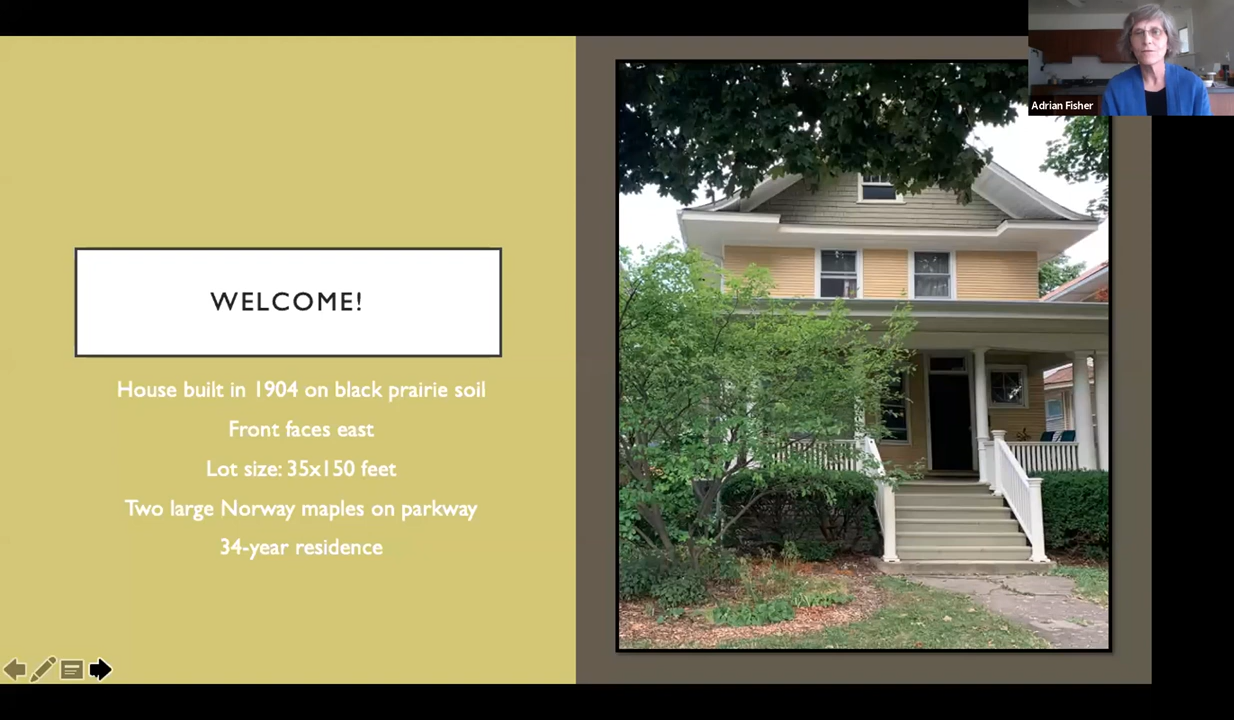 Adrian Fisher
WELCOME!
House built in 1904 on black prairie soil
Front faces east
Lot size: 35x150 feet
Two large Norway maples on parkway
34-year residence